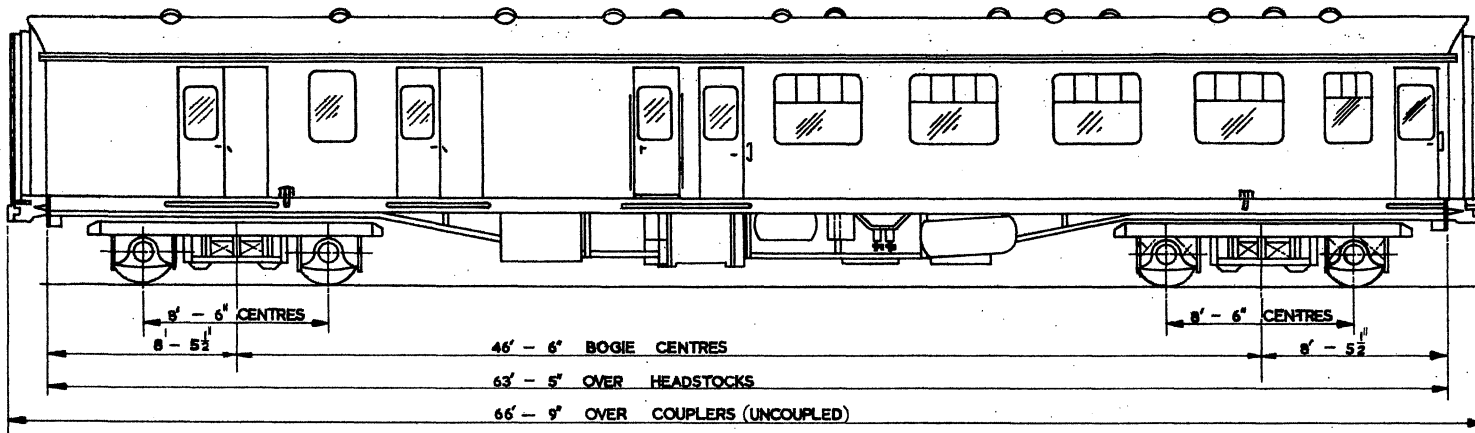 8' - 6" CENTRES
8' - 6" CENTRES
8' - 5½"
46' - 6" BOGIE CENTRES
8' - 5½"
63' - 5" OVER HEADSTOCKS
66' - 9" OVER COUPLERS (UNCOUPLED)